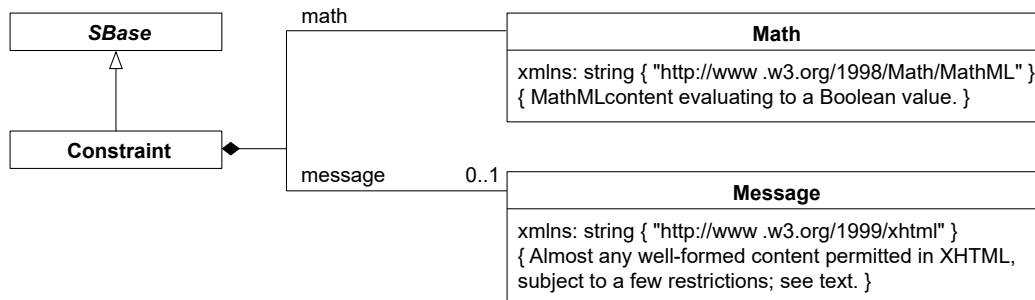 SBase
Constraint
math
Math
xmlns: string { "http://www .w3.org/1998/Math/MathML" }
{ MathMLcontent evaluating to a Boolean value. }
message 0..1
Message
xmlns: string { "http://www .w3.org/1999/xhtml" }
{ Almost any well-formed content permitted in XHTML,
subject to a few restrictions; see text. }